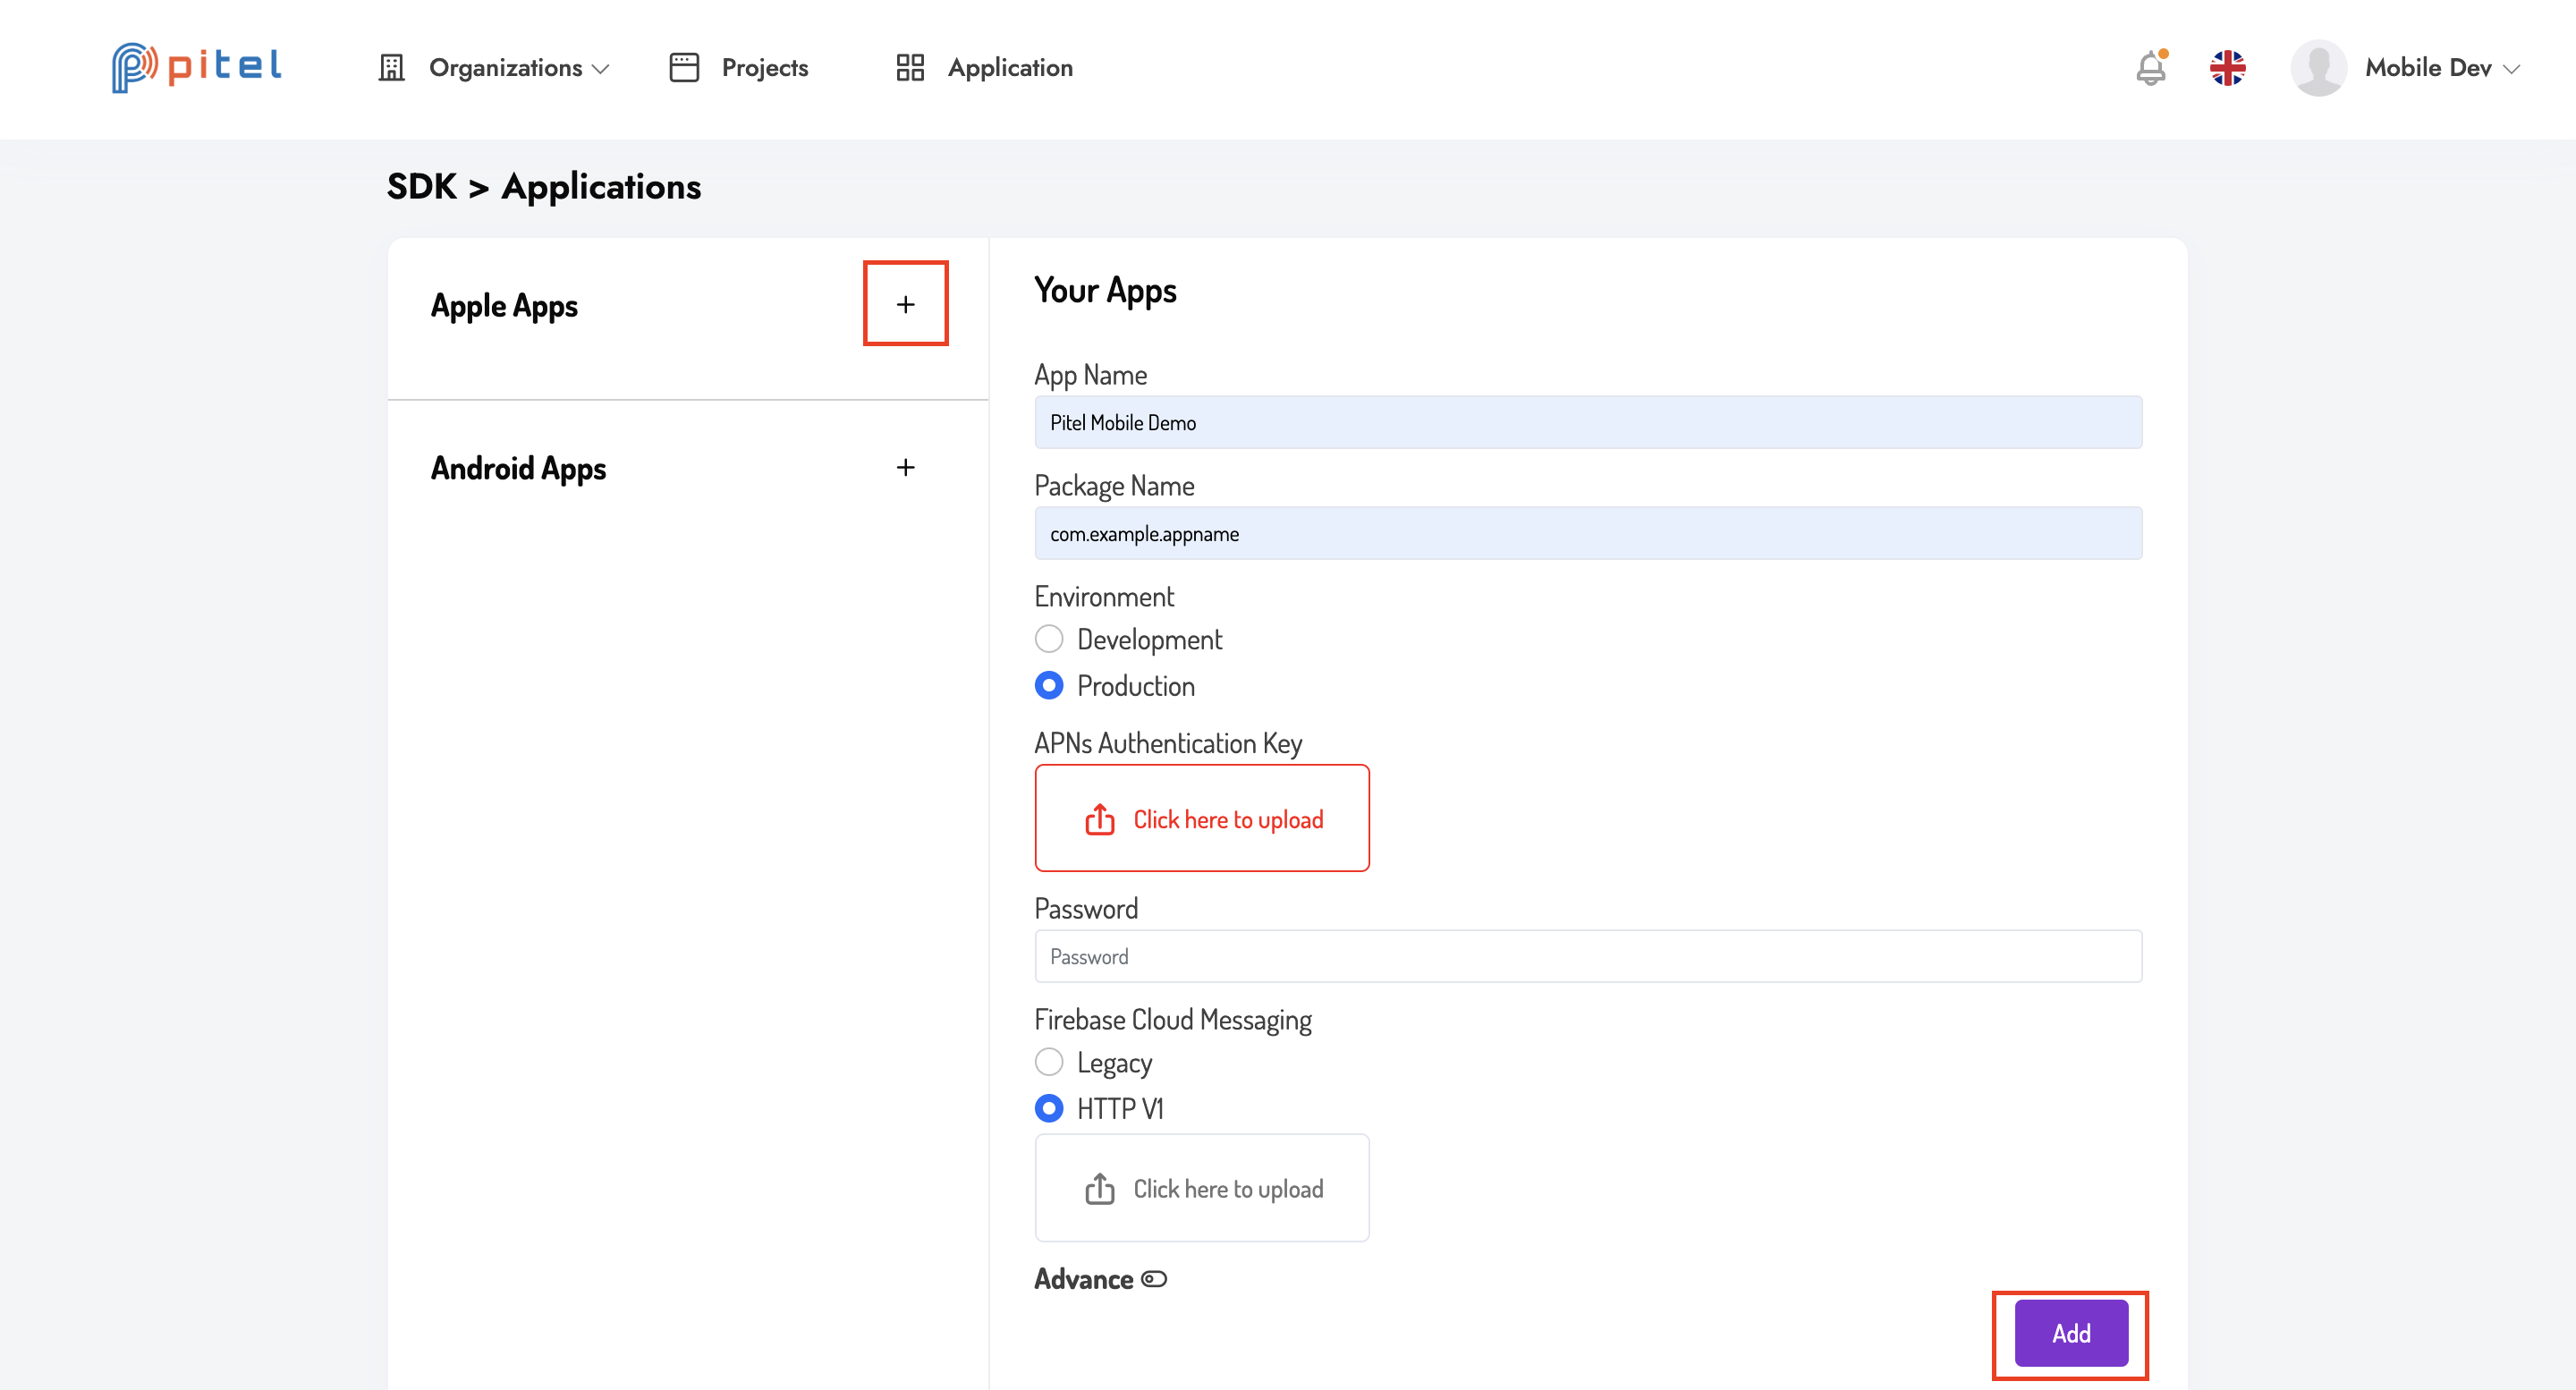 pitel
Organizations
Projects
Application
Mobile Dev
SDK > Applications
Apple Apps
+
Android Apps
+
Your Apps
App Name
Pitel Mobile Demo
Package Name
com.example.appname
Environment
Development
Production
APNs Authentication Key
Click here to upload
Password
Password
Firebase Cloud Messaging
Legacy
HTTP V1
Click here to upload
Advance
Add